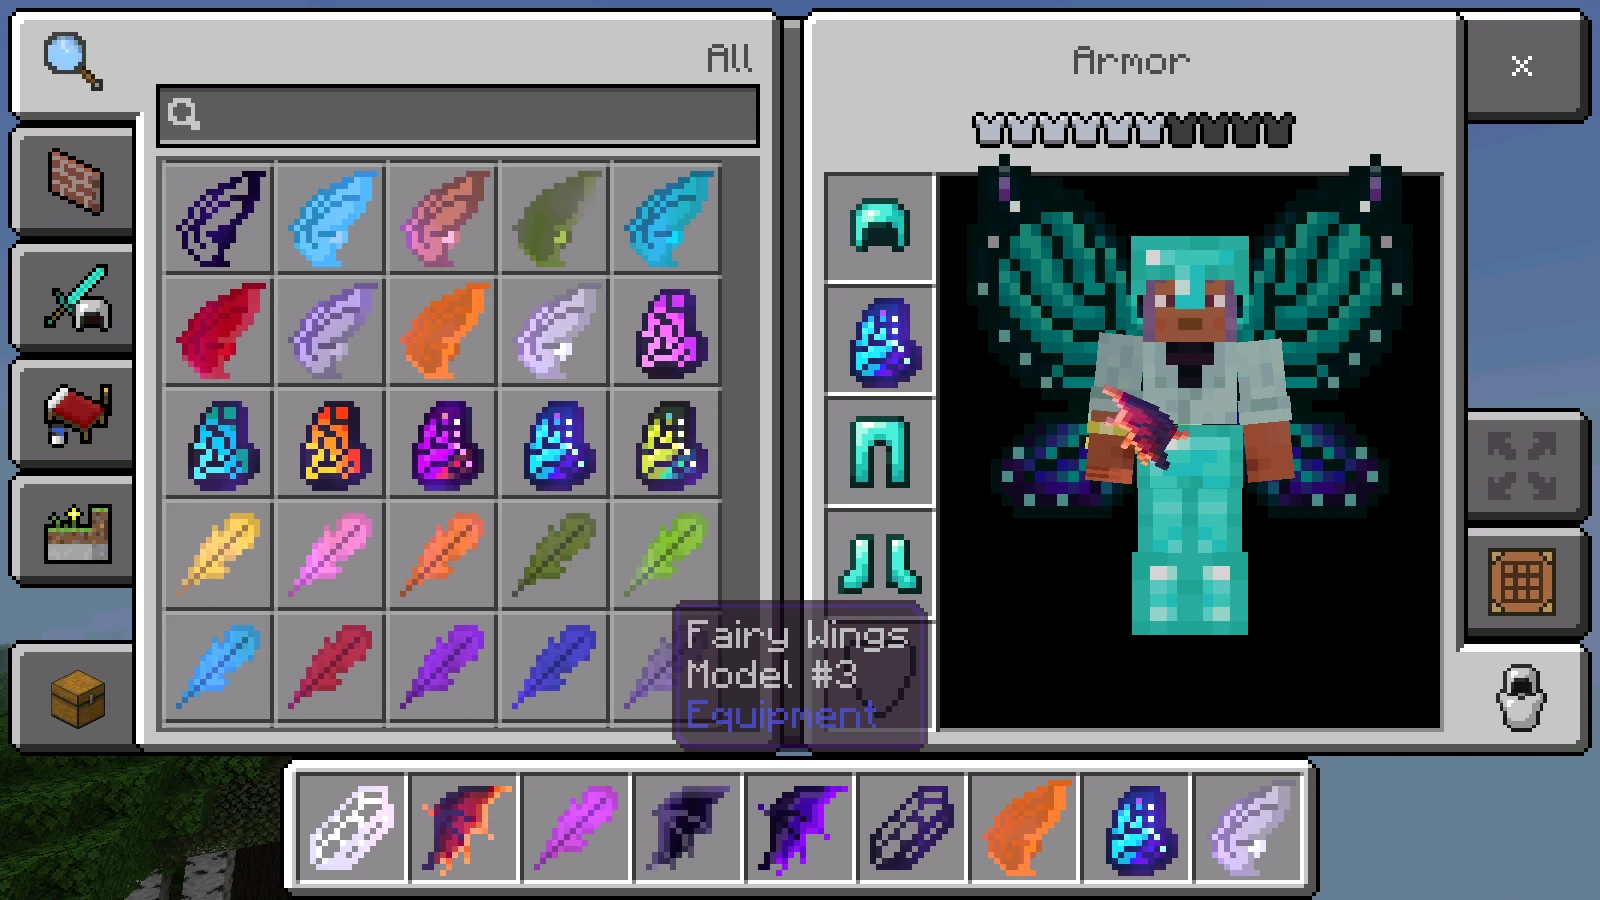 All
Armor
x
Fairy Wings
Model #3
Equipment